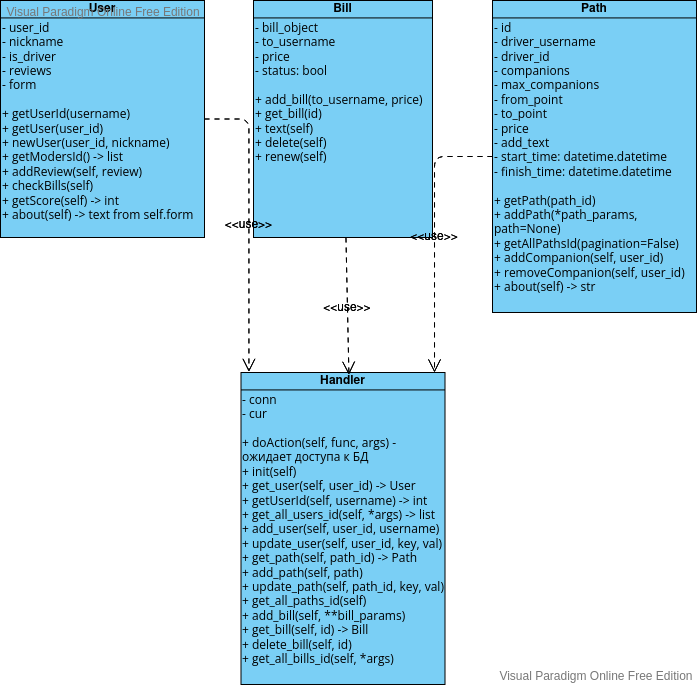 User
Visual Paradigm Online Free Edition
- user_id
- nickname
- is_driver
- reviews
- form
+ getUserId(username)
+ getUser(user_id)
+ newUser(user_id, nickname)
+ getModersId() -> list
+ addReview(self, review)
+ checkBills(self)
+ getScore(self) -> int
+ about(self) -> text from self.form
Bill
- bill_object
- to_username
- price
- status: bool
+ add_bill(to_username, price)
+ get_bill(id)
+ text(self)
+ delete(self)
+ renew(self)
Path
- id
- driver_username
- driver_id
- companions
- max_companions
- from_point
- to_point
- price
- add_text
- start_time: datetime.datetime
- finish_time: datetime.datetime
+ getPath(path_id)
+ addPath(*path_params,
path=None)
+ getAllPathsId(pagination=False)
+ addCompanion(self, user_id)
+ removeCompanion(self, user_id)
+ about(self) -> str
<<use>>
<<use>>
<<use>>
Handler
- conn
- cur
+ doAction(self, func, args) -
ожидает доступа к БД
+ init(self)
+ get_user(self, user_id) -> User
+ getUserId(self, username) -> int
+ get_all_users_id(self, *args) -> list
+ add_user(self, user_id, username)
+ update_user(self, user_id, key, val)
+ get_path(self, path_id) -> Path
+ add_path(self, path)
+ update_path(self, path_id, key, val)
+ get_all_paths_id(self)
+ add_bill(self, **bill_params)
+ get_bill(self, id) -> Bill
+ delete_bill(self, id)
+ get_all_bills_id(self, *args)
Visual Paradigm Online Free Edition